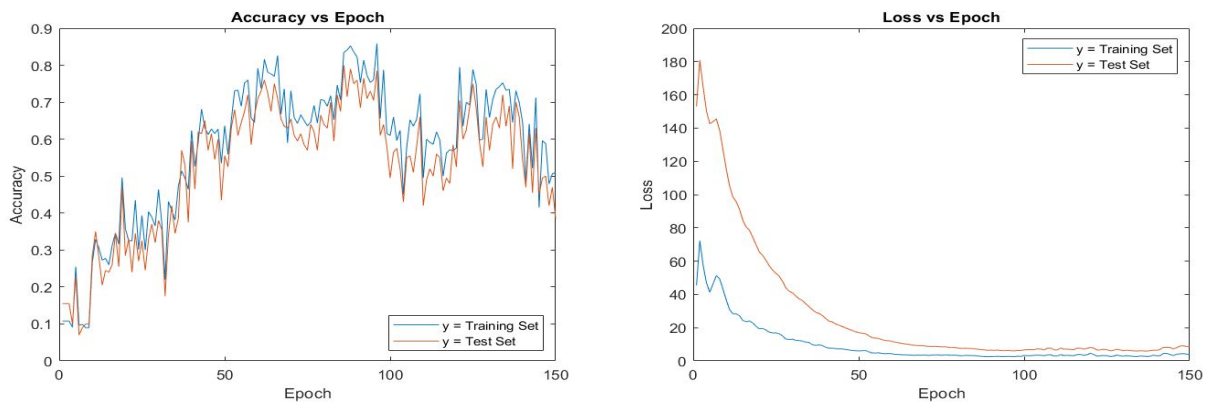 Accuracy vs Epoch
0.9
0.8
0.7
0.6
0.5
0.4
0.3
0.2
0.1
0
Accuracy
y = Training Set
y = Test Set
0 50 100 150
Epoch
Loss vs Epoch
200
180
160
140
120
100
80
60
40
20
0
Loss
y = Training Set
y = Test Set
0 50 100 150
Epoch